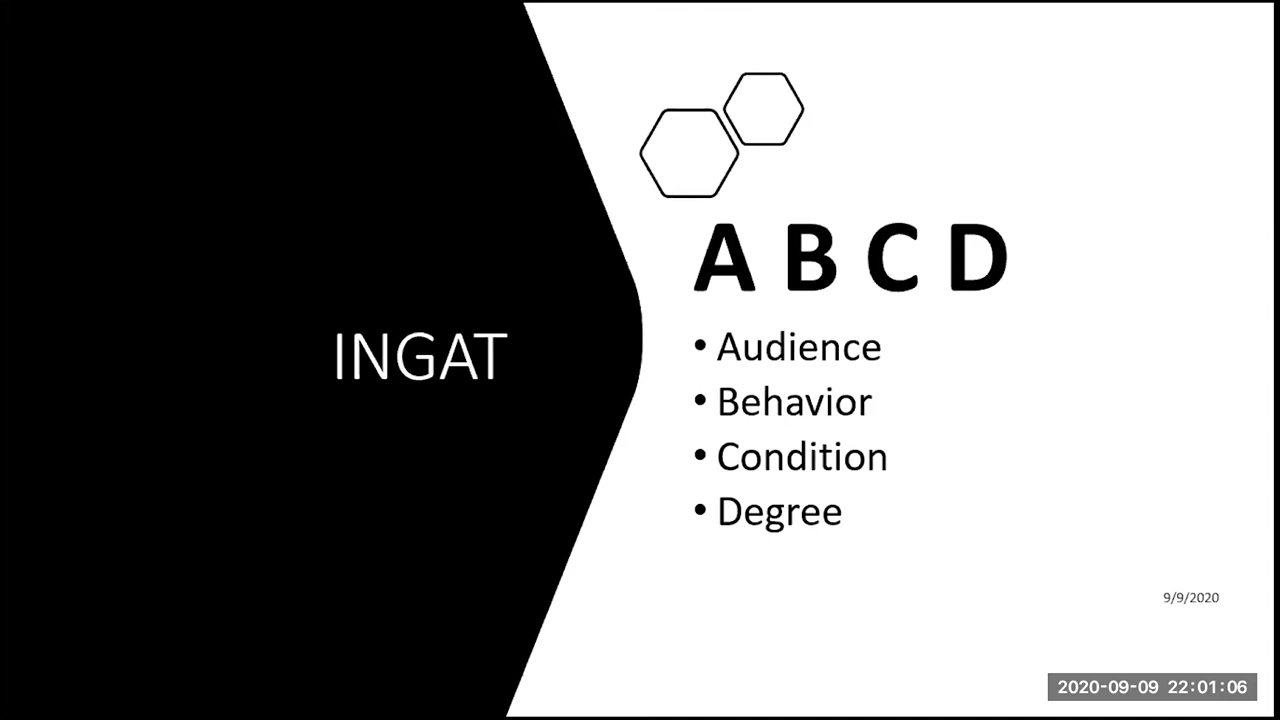 INGAT
A B C D
• Audience
• Behavior
• Condition
• Degree
9/9/2020
2020-09-09 22:01:06